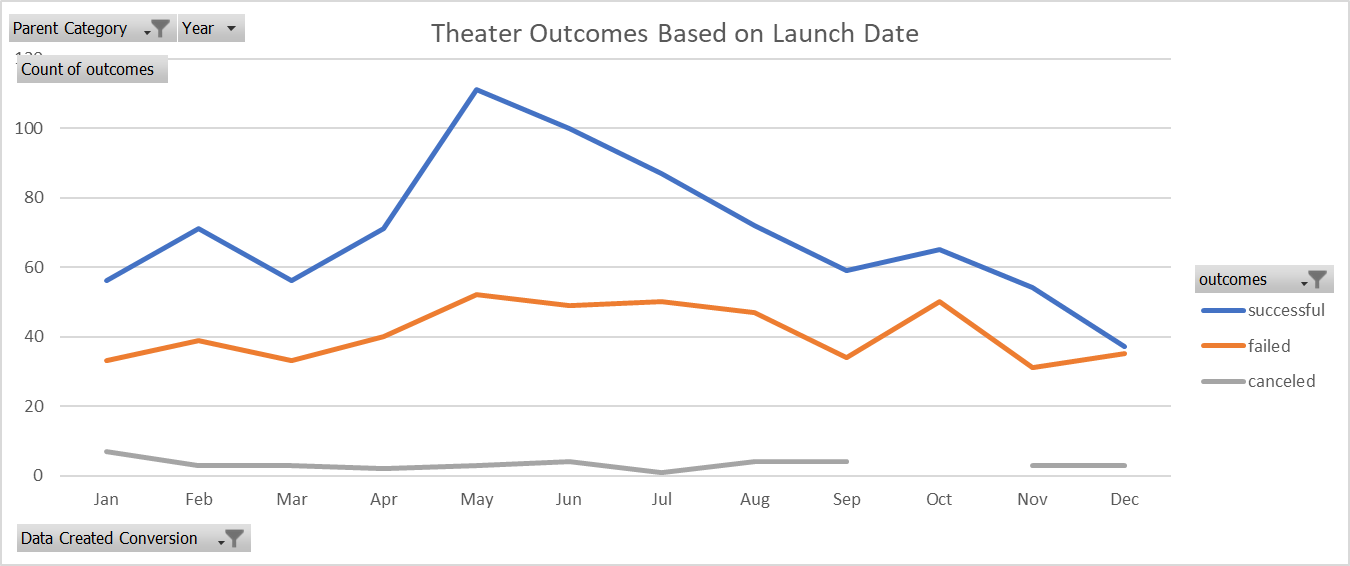 Parent Category Year
Theater Outcomes Based on Launch Date
Count of outcomes
100
80
60
40
20
0
Jan Feb Mar Apr May Jun Jul Aug Sep Oct Nov Dec
outcomes
successful
failed
canceled
Data Created Conversion